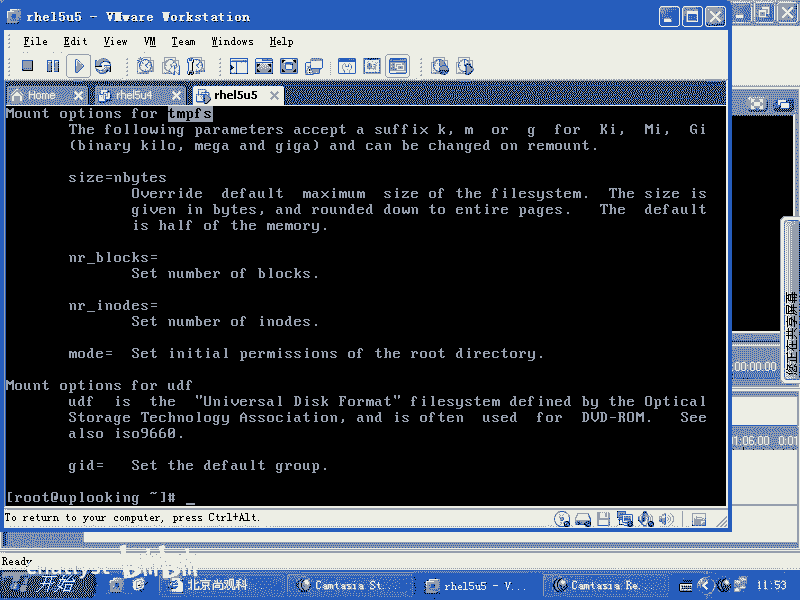 rhel5u5 - VMware Workstation
File Edit View VM Team Windows Help
Home rhel5u4 rhel5u5
Mount options for tmpfs
The following parameters accept a suffix k, m or g for Ki, Mi, Gi
(binary kilo, mega and giga) and can be changed on remount.
size=nbytes
Override default maximum size of the filesystem. The size is
given in bytes, and rounded down to entire pages. The default
is half of the memory.
nr_blocks=
Set number of blocks.
nr_inodes=
Set number of inodes.
mode= Set initial permissions of the root directory.
Mount options for udf
udf is the "Universal Disk Format" filesystem defined by the Optical
Storage Technology Association, and is often used for DVD-ROM. See
also iso9660.
gid= Set the default group.
[root@uplooking ~]# _
To return to your computer, press Ctrl+Alt.
您正在共享屏幕
:00:00.00
01:06.00 0:01
Ready
bilibili
开始 北京尚观科 Camtasia St... rhel5u5 - V... Camtasia Re... 11:53